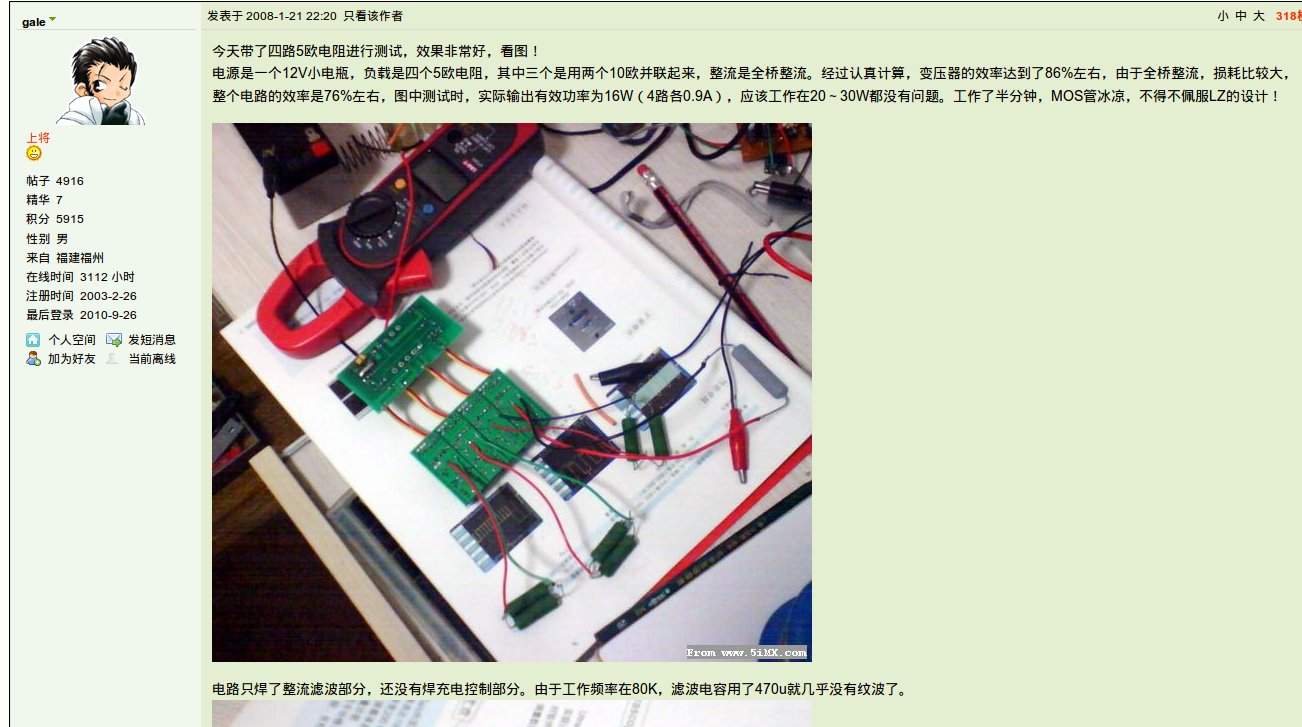 gale
发表于 2008-1-21 22:20 只看该作者
小 中 大 318
今天带了四路5欧电阻进行测试，效果非常好，看图！
电源是一个12V小电瓶，负载是四个5欧电阻，其中三个是用两个10欧并联起来，整流是全桥整流。经过认真计算，变压器的效率达到了86%左右，由于全桥整流，损耗比较大，
整个电路的效率是76%左右，图中测试时，实际输出有效功率为16W（4路各0.9A），应该工作在20～30W都没有问题。工作了半分钟，MOS管冰凉，不得不佩服LZ的设计！
上将
帖子 4916
精华 7
积分 5915
性别 男
来自 福建福州
在线时间 3112 小时
注册时间 2003-2-26
最后登录 2010-9-26
个人空间 发短消息
加为好友 当前离线
From www.5iMX.com
电路只焊了整流滤波部分，还没有焊充电控制部分。由于工作频率在80K，滤波电容用了470u就几乎没有纹波了。